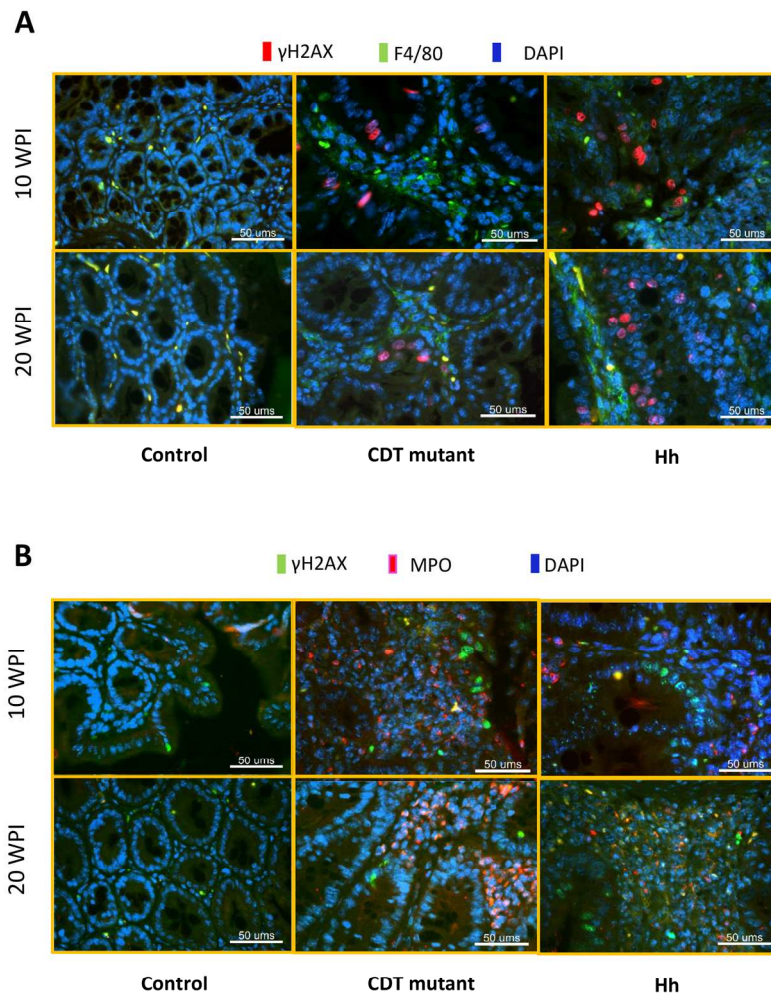 A
γH2AX F4/80 DAPI
10 WPI
50 ums 50 ums 50 ums
20 WPI
50 ums 50 ums 50 ums
Control CDT mutant Hh
B
γH2AX MPO DAPI
10 WPI
50 ums 50 ums 50 ums
20 WPI
50 ums 50 ums 50 ums
Control CDT mutant Hh